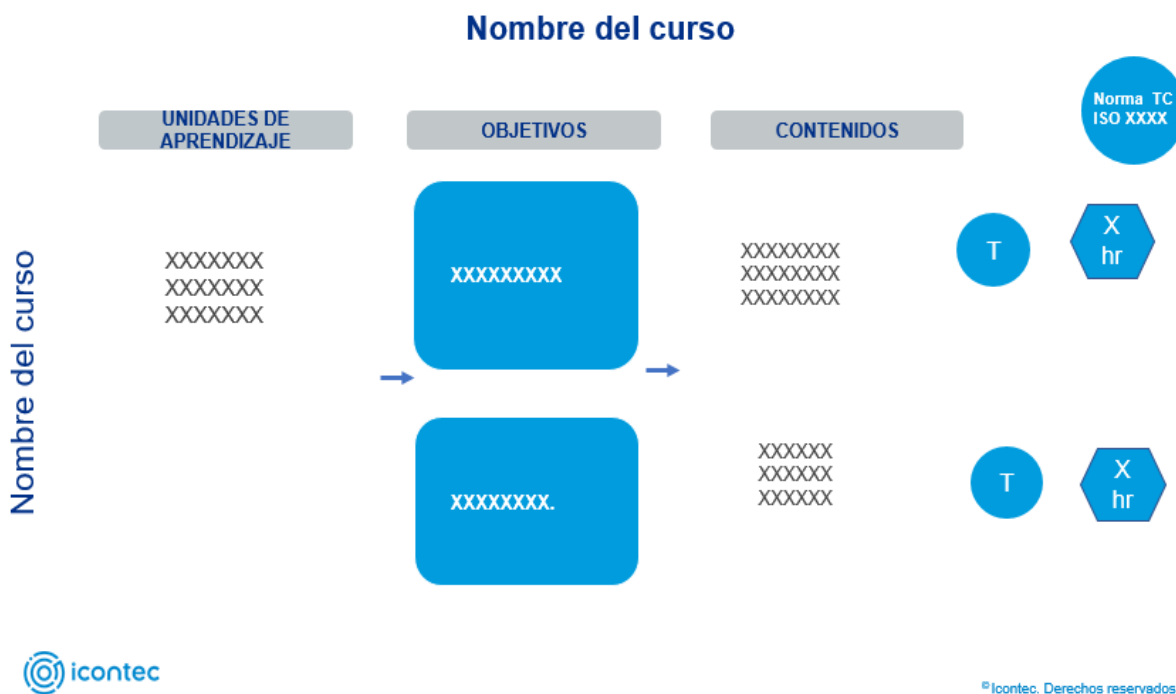 Nombre del curso
UNIDADES DE
APRENDIZAJE
OBJETIVOS
CONTENIDOS
Norma TC
ISO XXXX
Nombre del curso
XXXXXXX
XXXXXXX
XXXXXXX
XXXXXXXXX
XXXXXXXX
XXXXXXXX
XXXXXXXX
T
X
hr
XXXXXXXX.
XXXXXX
XXXXXX
XXXXXX
T
X
hr
icontec
© Icontec. Derechos reservados